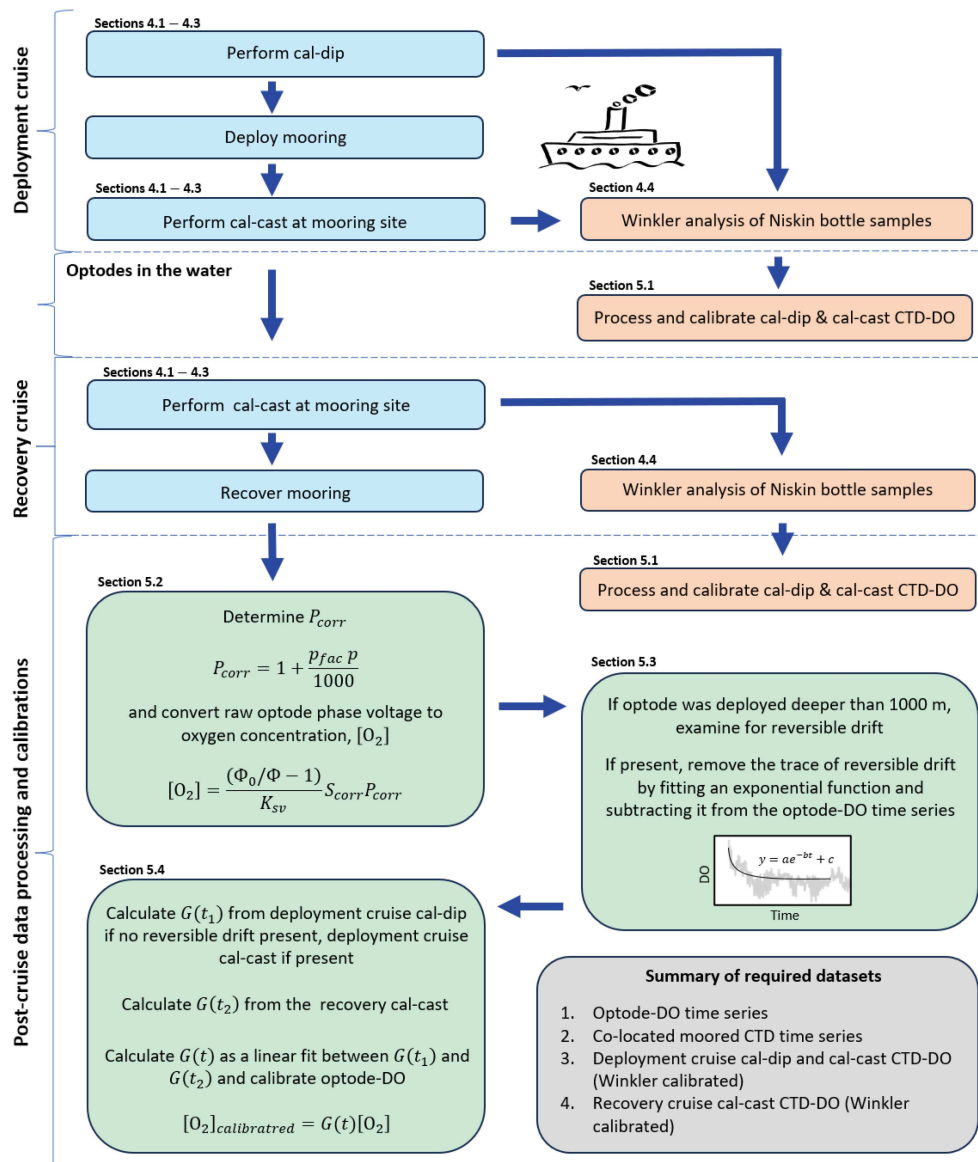 Deployment cruise
Sections 4.1 – 4.3
Perform cal-dip
Deploy mooring
Sections 4.1 – 4.3
Perform cal-cast at mooring site
Section 4.4
Winkler analysis of Niskin bottle samples
Optodes in the water
Section 5.1
Process and calibrate cal-dip & cal-cast CTD-DO
Recovery cruise
Sections 4.1 – 4.3
Perform cal-cast at mooring site
Recover mooring
Section 4.4
Winkler analysis of Niskin bottle samples
Post-cruise data processing and calibrations
Section 5.1
Process and calibrate cal-dip & cal-cast CTD-DO
Section 5.2
Determine P_corr
P_corr = 1 + p_fac p / 1000
and convert raw optode phase voltage to
oxygen concentration, [O₂]
[O₂] = (Φ₀/Φ − 1) / K_sv S_corr P_corr
Section 5.3
If optode was deployed deeper than 1000 m,
examine for reversible drift
If present, remove the trace of reversible drift
by fitting an exponential function and
subtracting it from the optode-DO time series
y = ae^{−bt} + c
DO
Time
Section 5.4
Calculate G(t₁) from deployment cruise cal-dip
if no reversible drift present, deployment cruise
cal-cast if present
Calculate G(t₂) from the recovery cal-cast
Calculate G(t) as a linear fit between G(t₁) and
G(t₂) and calibrate optode-DO
[O₂]_calibratred = G(t)[O₂]
Summary of required datasets
1. Optode-DO time series
2. Co-located moored CTD time series
3. Deployment cruise cal-dip and cal-cast CTD-DO
(Winkler calibrated)
4. Recovery cruise cal-cast CTD-DO (Winkler
calibrated)